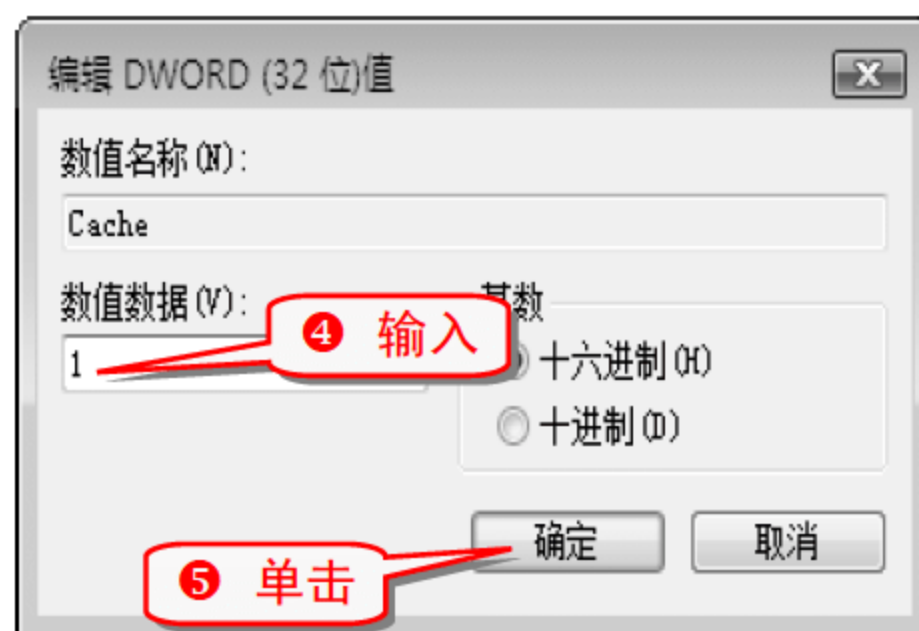 编辑 DWORD (32 位)值
数值名称(N):
Cache
数值数据(V):
基数
❹ 输入
1
十六进制(H)
十进制(D)
确定
取消
❺ 单击